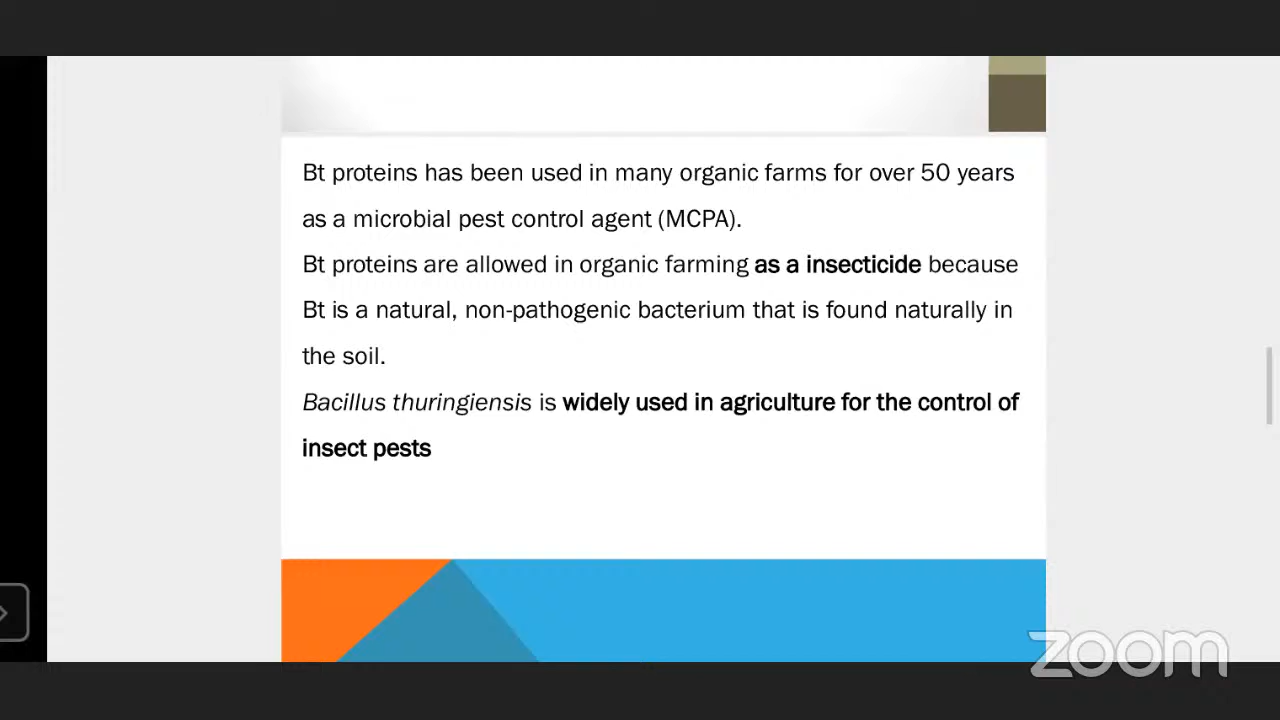 Bt proteins has been used in many organic farms for over 50 years
as a microbial pest control agent (MCPA).
Bt proteins are allowed in organic farming as a insecticide because
Bt is a natural, non-pathogenic bacterium that is found naturally in
the soil.
Bacillus thuringiensis is widely used in agriculture for the control of
insect pests
zoom